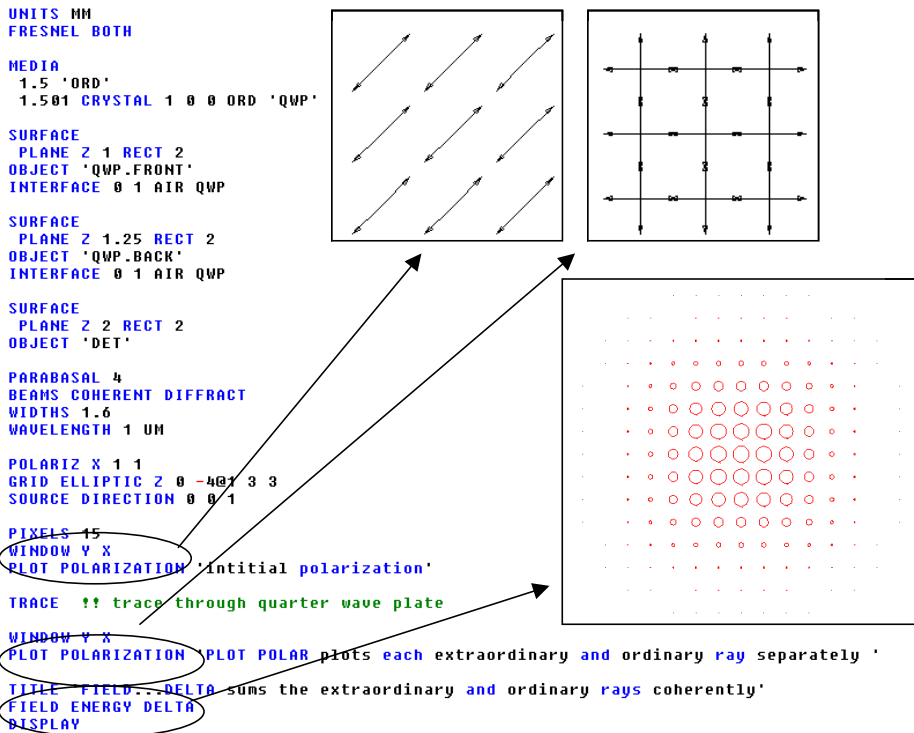 UNITS MM
FRESNEL BOTH
MEDIA
1.5 'ORD'
1.501 CRYSTAL 1 0 0 ORD 'QWP'
SURFACE
PLANE Z 1 RECT 2
OBJECT 'QWP.FRONT'
INTERFACE 0 1 AIR QWP
SURFACE
PLANE Z 1.25 RECT 2
OBJECT 'QWP.BACK'
INTERFACE 0 1 AIR QWP
SURFACE
PLANE Z 2 RECT 2
OBJECT 'DET'
PARABASAL 4
BEAMS COHERENT DIFFRACT
WIDTHS 1.6
WAVELENGTH 1 UM
POLARIZ X 1 1
GRID ELLIPTIC Z 0 -4@1 3 3
SOURCE DIRECTION 0 0 1
PIXELS 15
WINDOW Y X
PLOT POLARIZATION 'Intitial polarization'
TRACE !! trace through quarter wave plate
WINDOW Y X
PLOT POLARIZATION 'PLOT POLAR plots each extraordinary and ordinary ray separately '
TITLE 'FIELD...DELTA sums the extraordinary and ordinary rays coherently'
FIELD ENERGY DELTA
DISPLAY